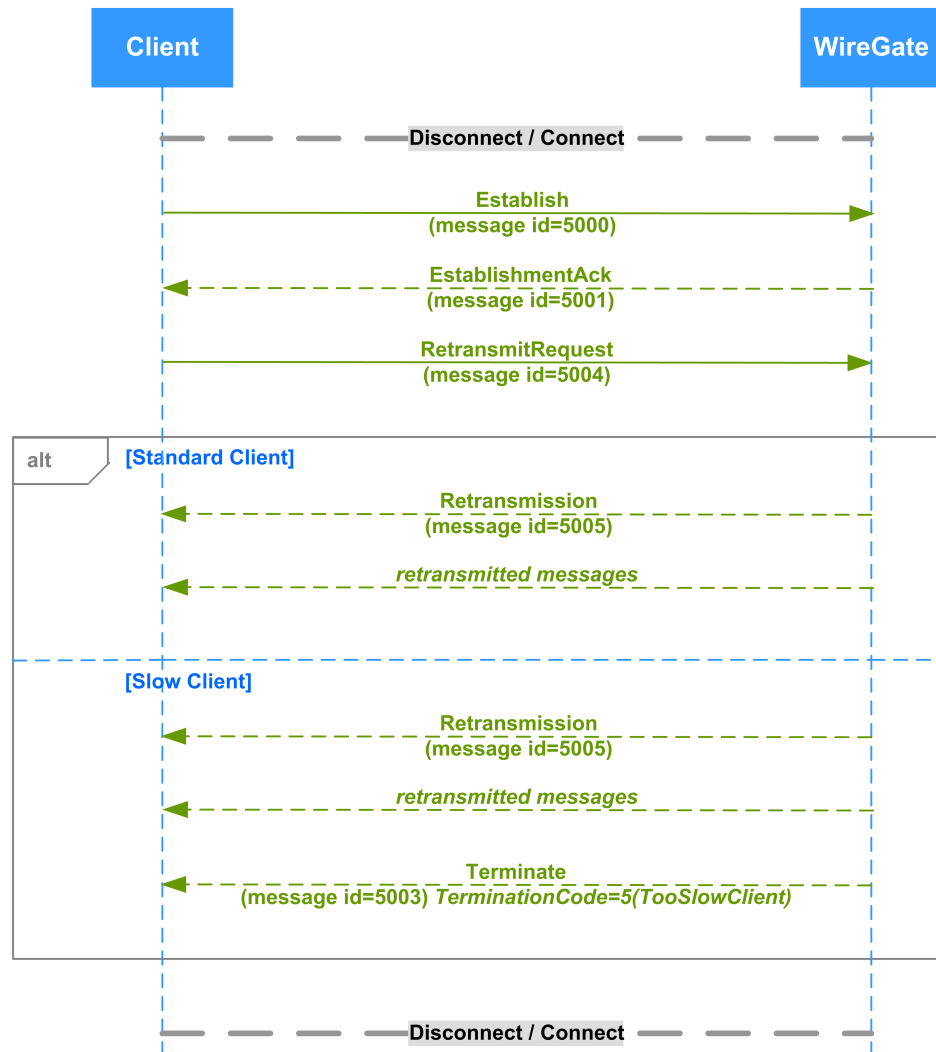 Client
WireGate
Disconnect / Connect
Establish
(message id=5000)
EstablishmentAck
(message id=5001)
RetransmitRequest
(message id=5004)
alt
[Standard Client]
Retransmission
(message id=5005)
retransmitted messages
[Slow Client]
Retransmission
(message id=5005)
retransmitted messages
Terminate
(message id=5003) TerminationCode=5(TooSlowClient)
Disconnect / Connect